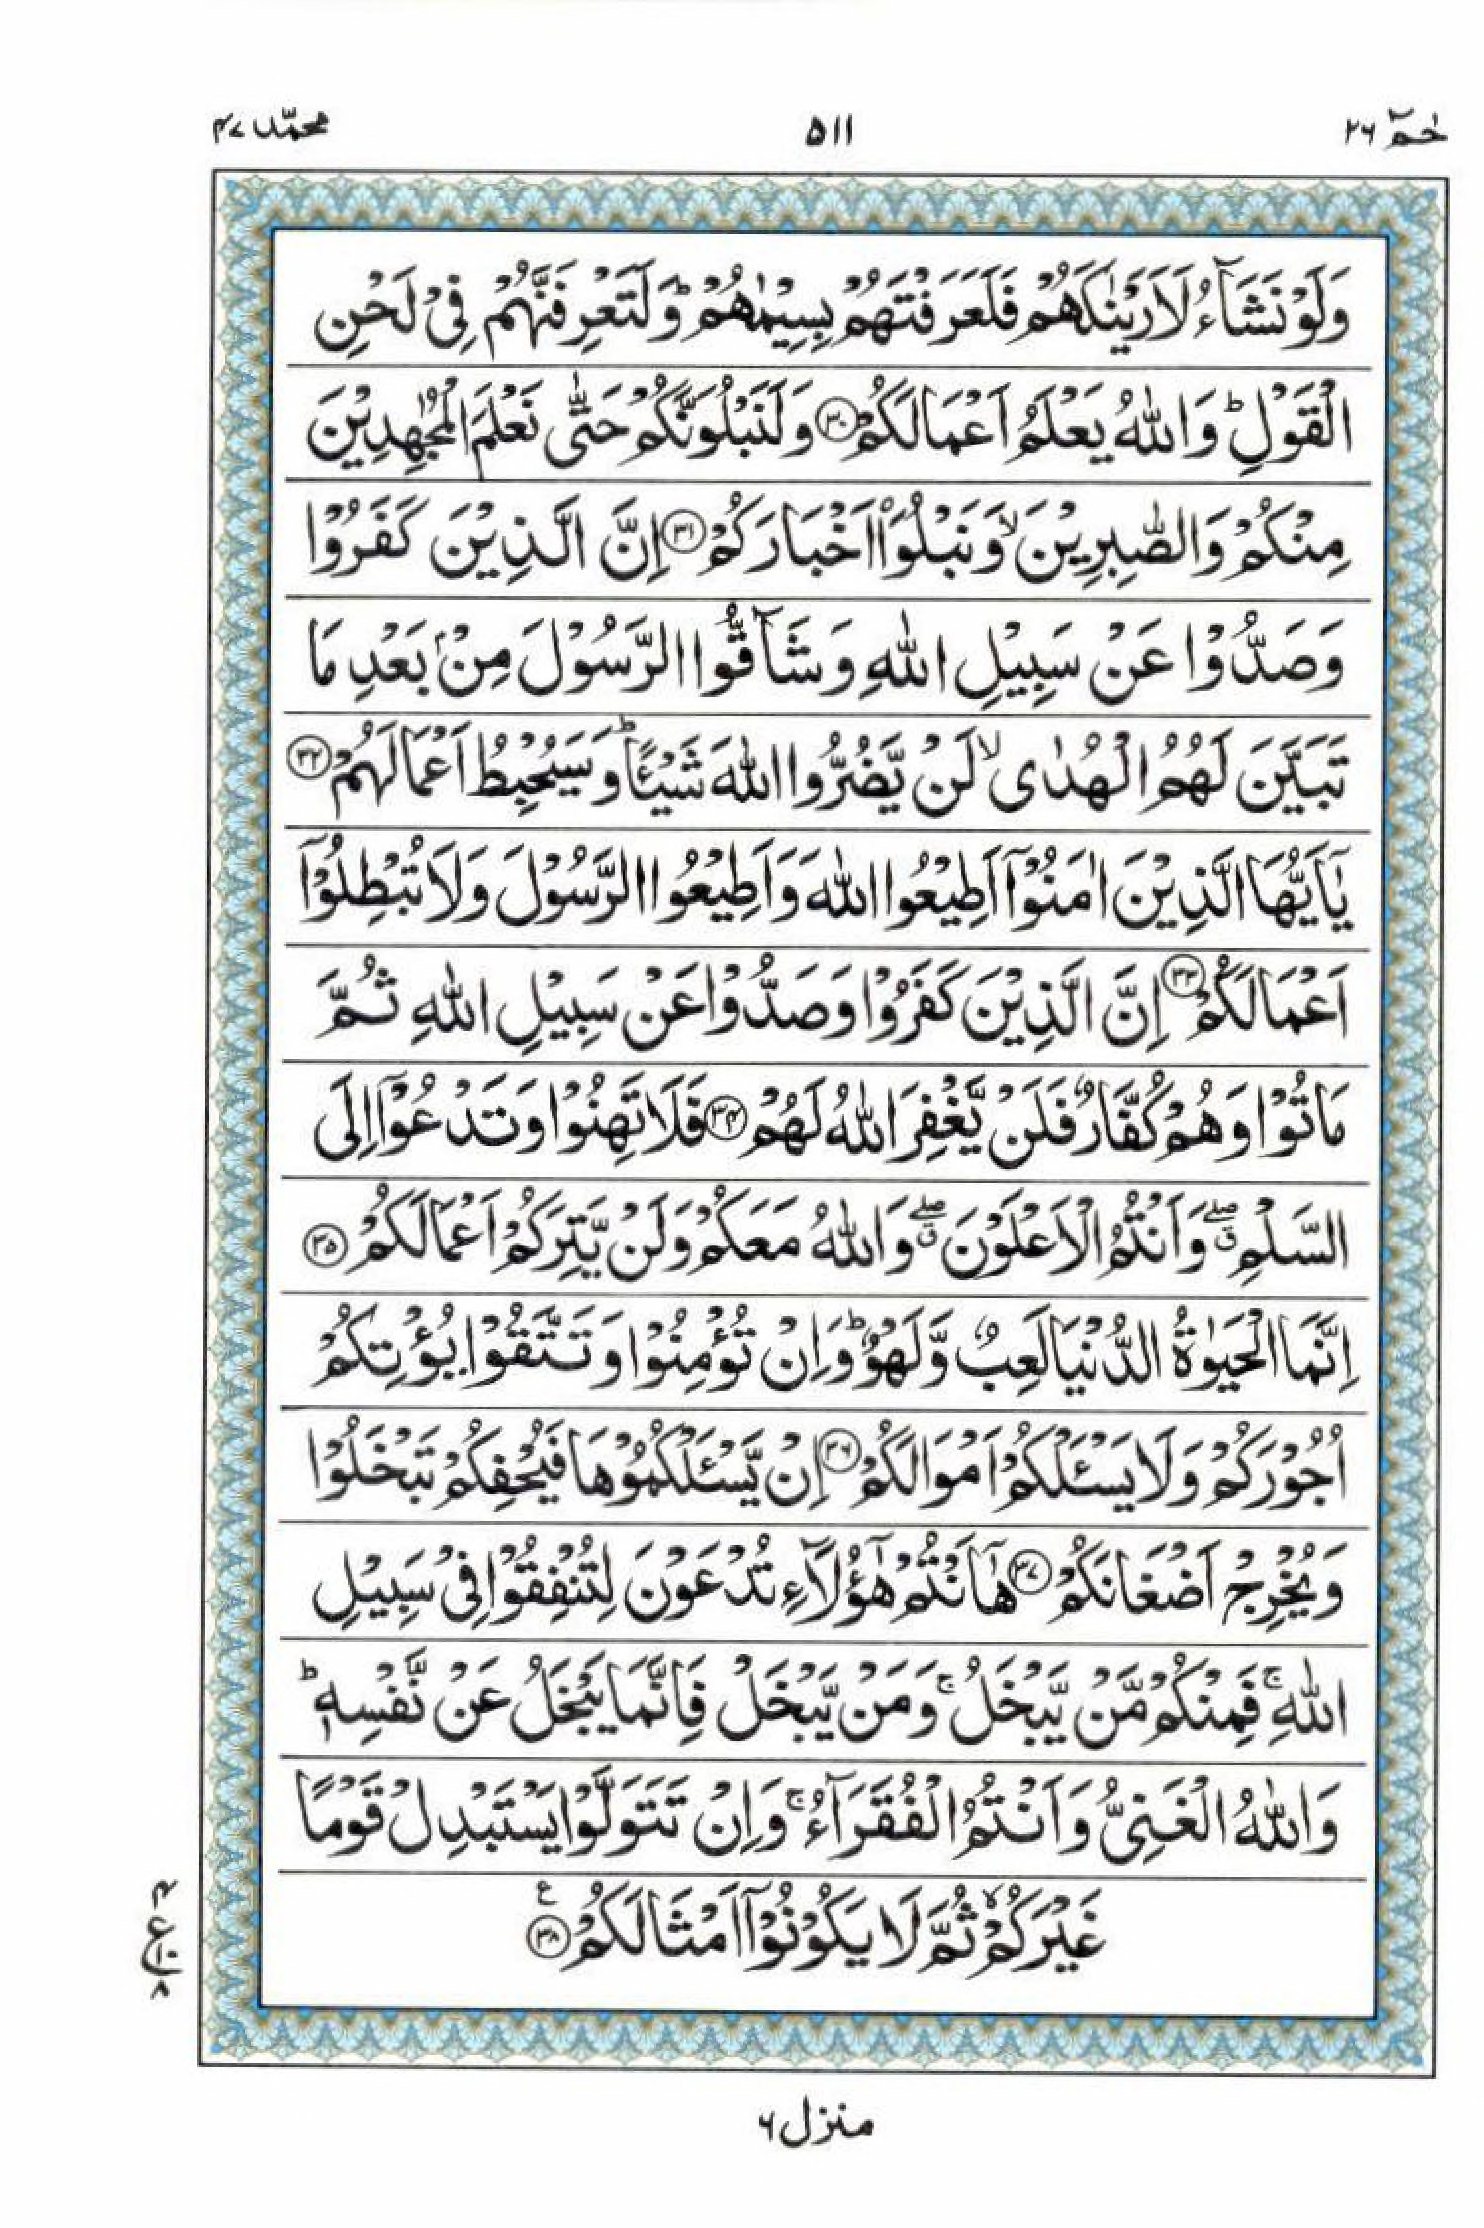 حٰمٓ ٢٦ ٥١١ محمّد ٤٧
وَلَوْ نَشَآءُ لَاَرَيْنٰكَهُمْ فَلَعَرَفْتَهُمْ بِسِيْمٰهُمْ ؕ وَلَتَعْرِفَنَّهُمْ فِيْ لَحْنِ
الْقَوْلِ ؕ وَاللّٰهُ يَعْلَمُ اَعْمَالَكُمْ ﴿٣٠﴾ وَلَنَبْلُوَنَّكُمْ حَتّٰى نَعْلَمَ الْمُجٰهِدِيْنَ
مِنْكُمْ وَالصّٰبِرِيْنَ ۙ وَنَبْلُوَا۟ اَخْبَارَكُمْ ﴿٣١﴾ اِنَّ الَّذِيْنَ كَفَرُوْا
وَصَدُّوْا عَنْ سَبِيْلِ اللّٰهِ وَشَآقُّوا الرَّسُوْلَ مِنْۢ بَعْدِ مَا
تَبَيَّنَ لَهُمُ الْهُدٰى ۙ لَنْ يَّضُرُّوا اللّٰهَ شَيْـًٔا ؕ وَسَيُحْبِطُ اَعْمَالَهُمْ ﴿٣٢﴾
يٰۤاَيُّهَا الَّذِيْنَ اٰمَنُوْۤا اَطِيْعُوا اللّٰهَ وَاَطِيْعُوا الرَّسُوْلَ وَلَا تُبْطِلُوْۤا
اَعْمَالَكُمْ ﴿٣٣﴾ اِنَّ الَّذِيْنَ كَفَرُوْا وَصَدُّوْا عَنْ سَبِيْلِ اللّٰهِ ثُمَّ
مَاتُوْا وَهُمْ كُفَّارٌ فَلَنْ يَّغْفِرَ اللّٰهُ لَهُمْ ﴿٣٤﴾ فَلَا تَهِنُوْا وَتَدْعُوْۤا اِلَى
السَّلْمِ ۖۗ وَاَنْتُمُ الْاَعْلَوْنَ ۖۗ وَاللّٰهُ مَعَكُمْ وَلَنْ يَّتِرَكُمْ اَعْمَالَكُمْ ﴿٣٥﴾
اِنَّمَا الْحَيٰوةُ الدُّنْيَا لَعِبٌ وَّلَهْوٌ ؕ وَاِنْ تُؤْمِنُوْا وَتَتَّقُوْا يُؤْتِكُمْ
اُجُوْرَكُمْ وَلَا يَسْـَٔلْكُمْ اَمْوَالَكُمْ ﴿٣٦﴾ اِنْ يَّسْـَٔلْكُمُوْهَا فَيُحْفِكُمْ تَبْخَلُوْا
وَيُخْرِجْ اَضْغَانَكُمْ ﴿٣٧﴾ هٰۤاَنْتُمْ هٰۤؤُلَآءِ تُدْعَوْنَ لِتُنْفِقُوْا فِيْ سَبِيْلِ
اللّٰهِ ۚ فَمِنْكُمْ مَّنْ يَّبْخَلُ ۚ وَمَنْ يَّبْخَلْ فَاِنَّمَا يَبْخَلُ عَنْ نَّفْسِهٖ ؕ
وَاللّٰهُ الْغَنِيُّ وَاَنْتُمُ الْفُقَرَآءُ ۚ وَاِنْ تَتَوَلَّوْا يَسْتَبْدِلْ قَوْمًا
غَيْرَكُمْ ۙ ثُمَّ لَا يَكُوْنُوْۤا اَمْثَالَكُمْ ﴿٣٨﴾ ع
٤
ع ١٠
٨
منزل ٦